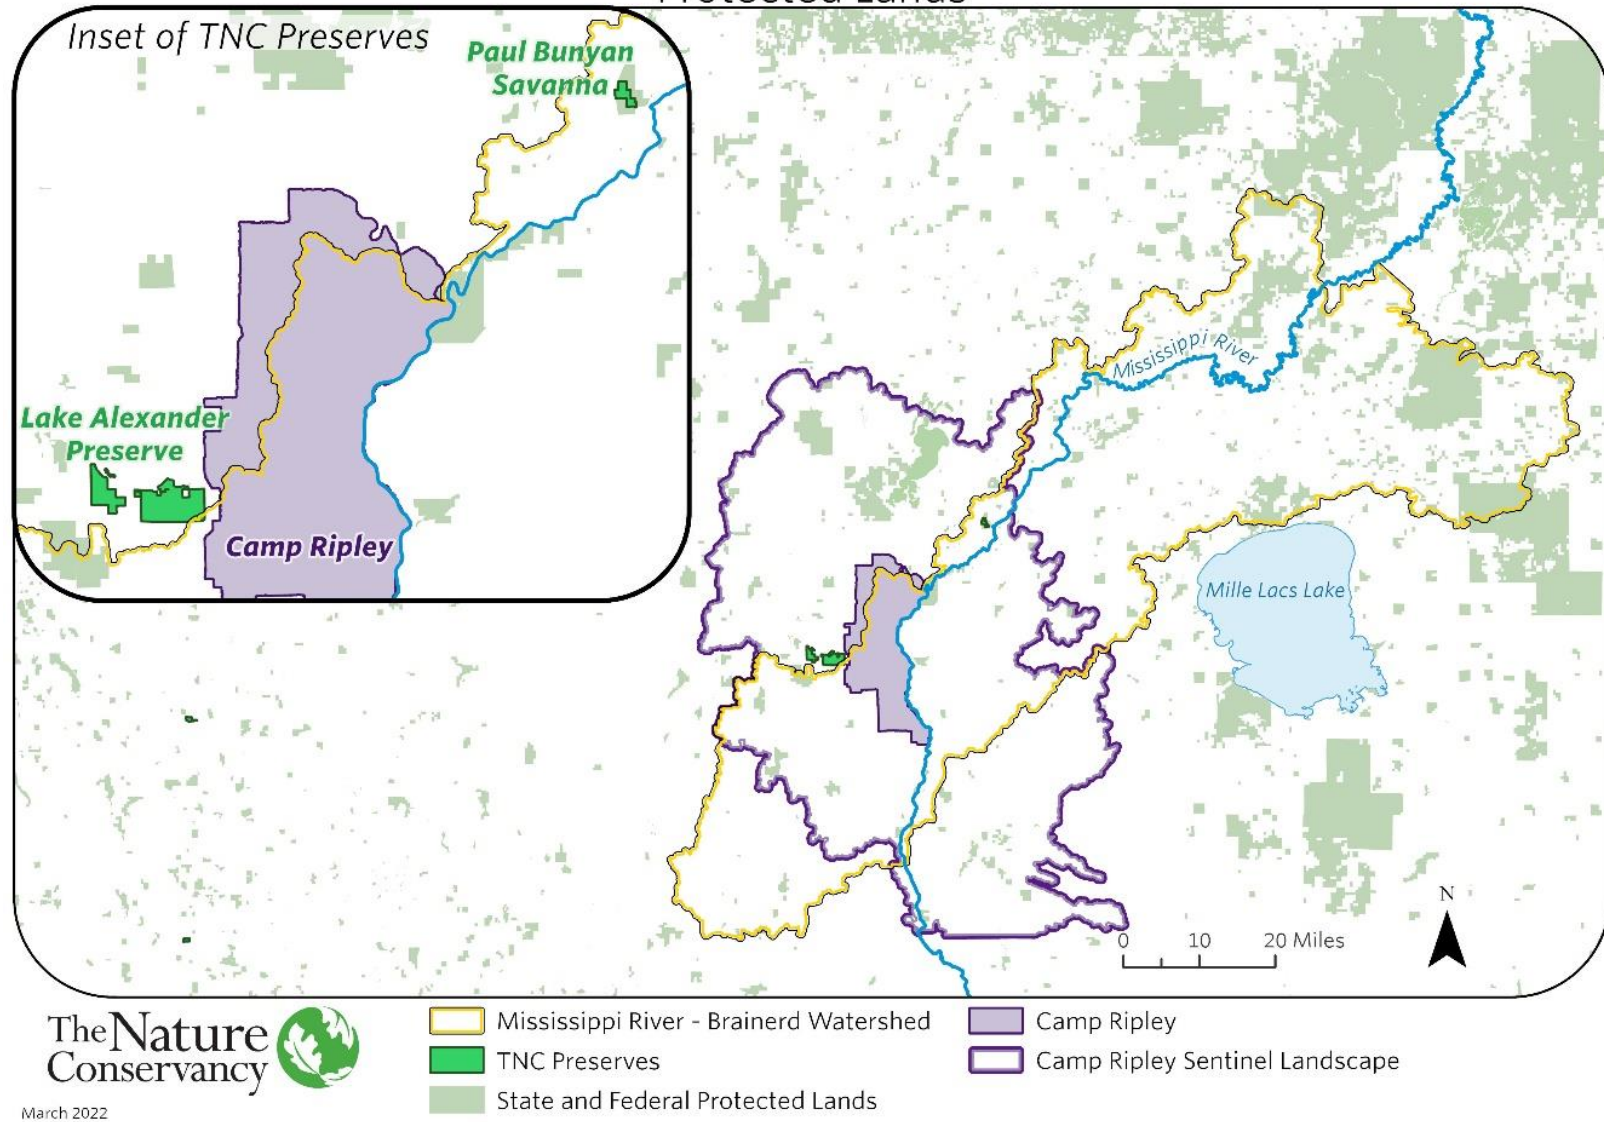 Protected Lands
Inset of TNC Preserves
Paul Bunyan
Savanna
Lake Alexander
Preserve
Camp Ripley
Mississippi River
Mille Lacs Lake
N
0 10 20 Miles
The Nature
Conservancy
March 2022
Mississippi River - Brainerd Watershed
TNC Preserves
State and Federal Protected Lands
Camp Ripley
Camp Ripley Sentinel Landscape